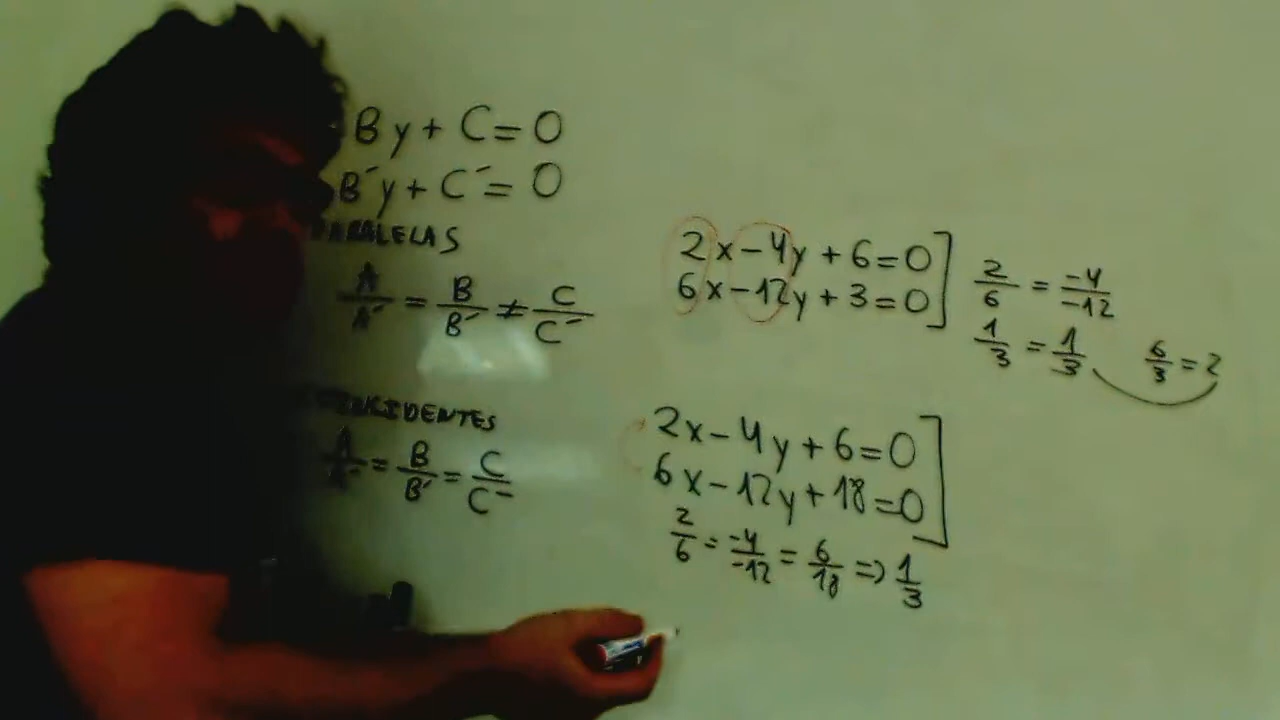 By + C = 0
B´y + C´ = 0
PARALELAS
A/A´ = B/B´ ≠ C/C´
A/A´ = B/B´ = C/C´
2x - 4y + 6 = 0 ]
6x - 12y + 3 = 0
2/6 = -4/-12
1/3 = 1/3
6/3 = 2
2x - 4y + 6 = 0 ]
6x - 12y + 18 = 0
2/6 = -4/-12 = 6/18 => 1/3